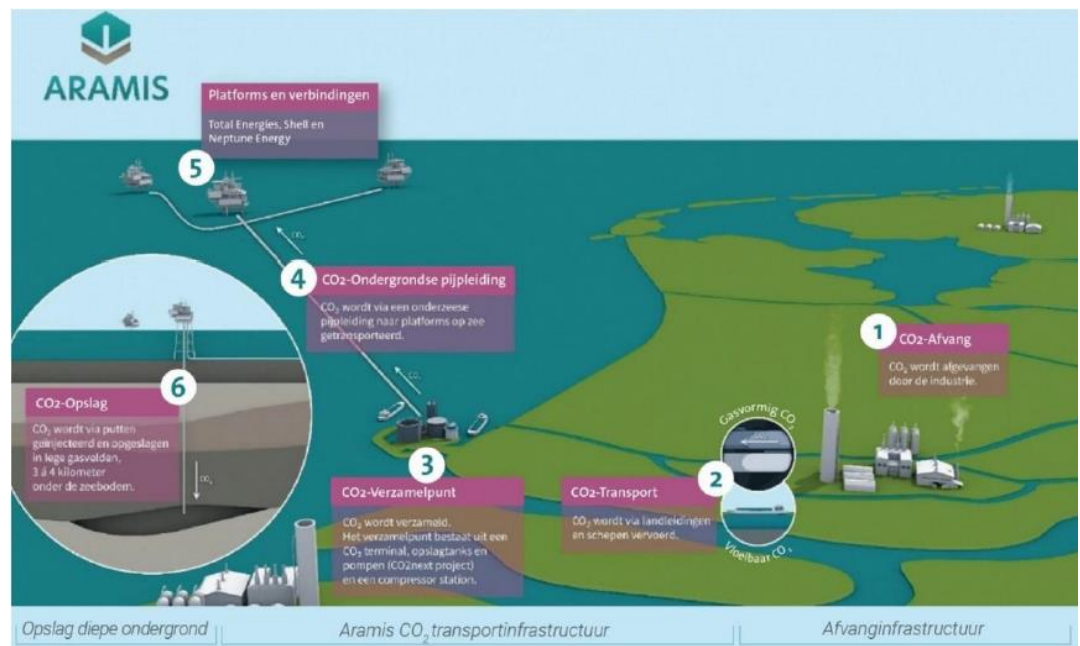 ARAMIS
Platforms en verbindingen
Total Energies, Shell en
Neptune Energy
5
CO₂
4
CO2-Ondergrondse pijpleiding
CO₂ wordt via een onderzeese
pijpleiding naar platforms op zee
getransporteerd.
CO₂
1
CO2-Afvang
CO₂ wordt afgevangen
door de industrie.
6
CO2-Opslag
CO₂ wordt via putten
geïnjecteerd en opgeslagen
in lege gasvelden,
3 á 4 kilometer
onder de zeebodem.
CO₂
3
CO2-Verzamelpunt
CO₂ wordt verzameld.
Het verzamelpunt bestaat uit een
CO₂ terminal, opslagtanks en
pompen (CO2next project)
en een compressor station.
2
CO2-Transport
CO₂ wordt via landleidingen
en schepen vervoerd.
Gasvormig CO₂
Vloeibaar CO₂
Opslag diepe ondergrond
Aramis CO₂ transportinfrastructuur
Afvanginfrastructuur